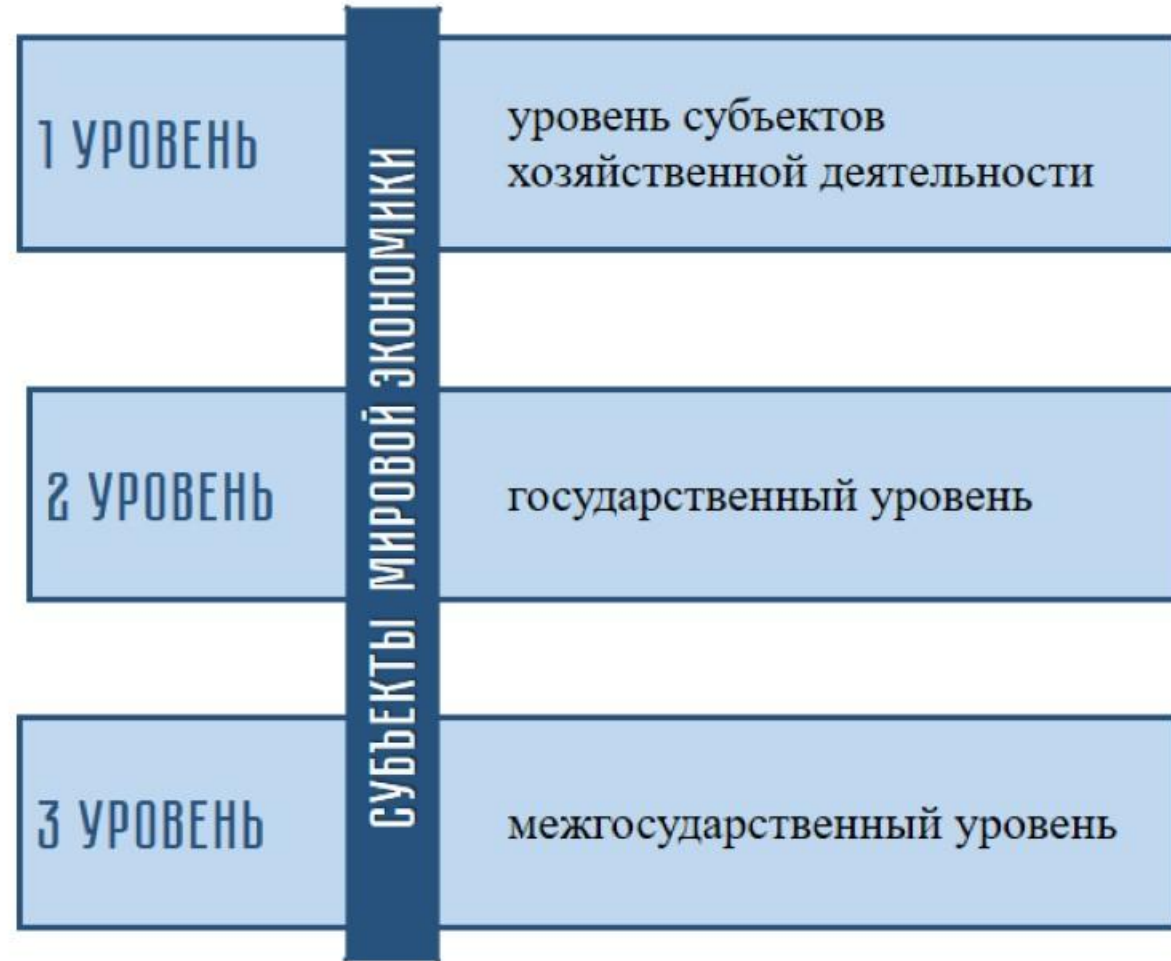 1 УРОВЕНЬ
уровень субъектов
хозяйственной деятельности
СУБЪЕКТЫ МИРОВОЙ ЭКОНОМИКИ
2 УРОВЕНЬ
государственный уровень
3 УРОВЕНЬ
межгосударственный уровень